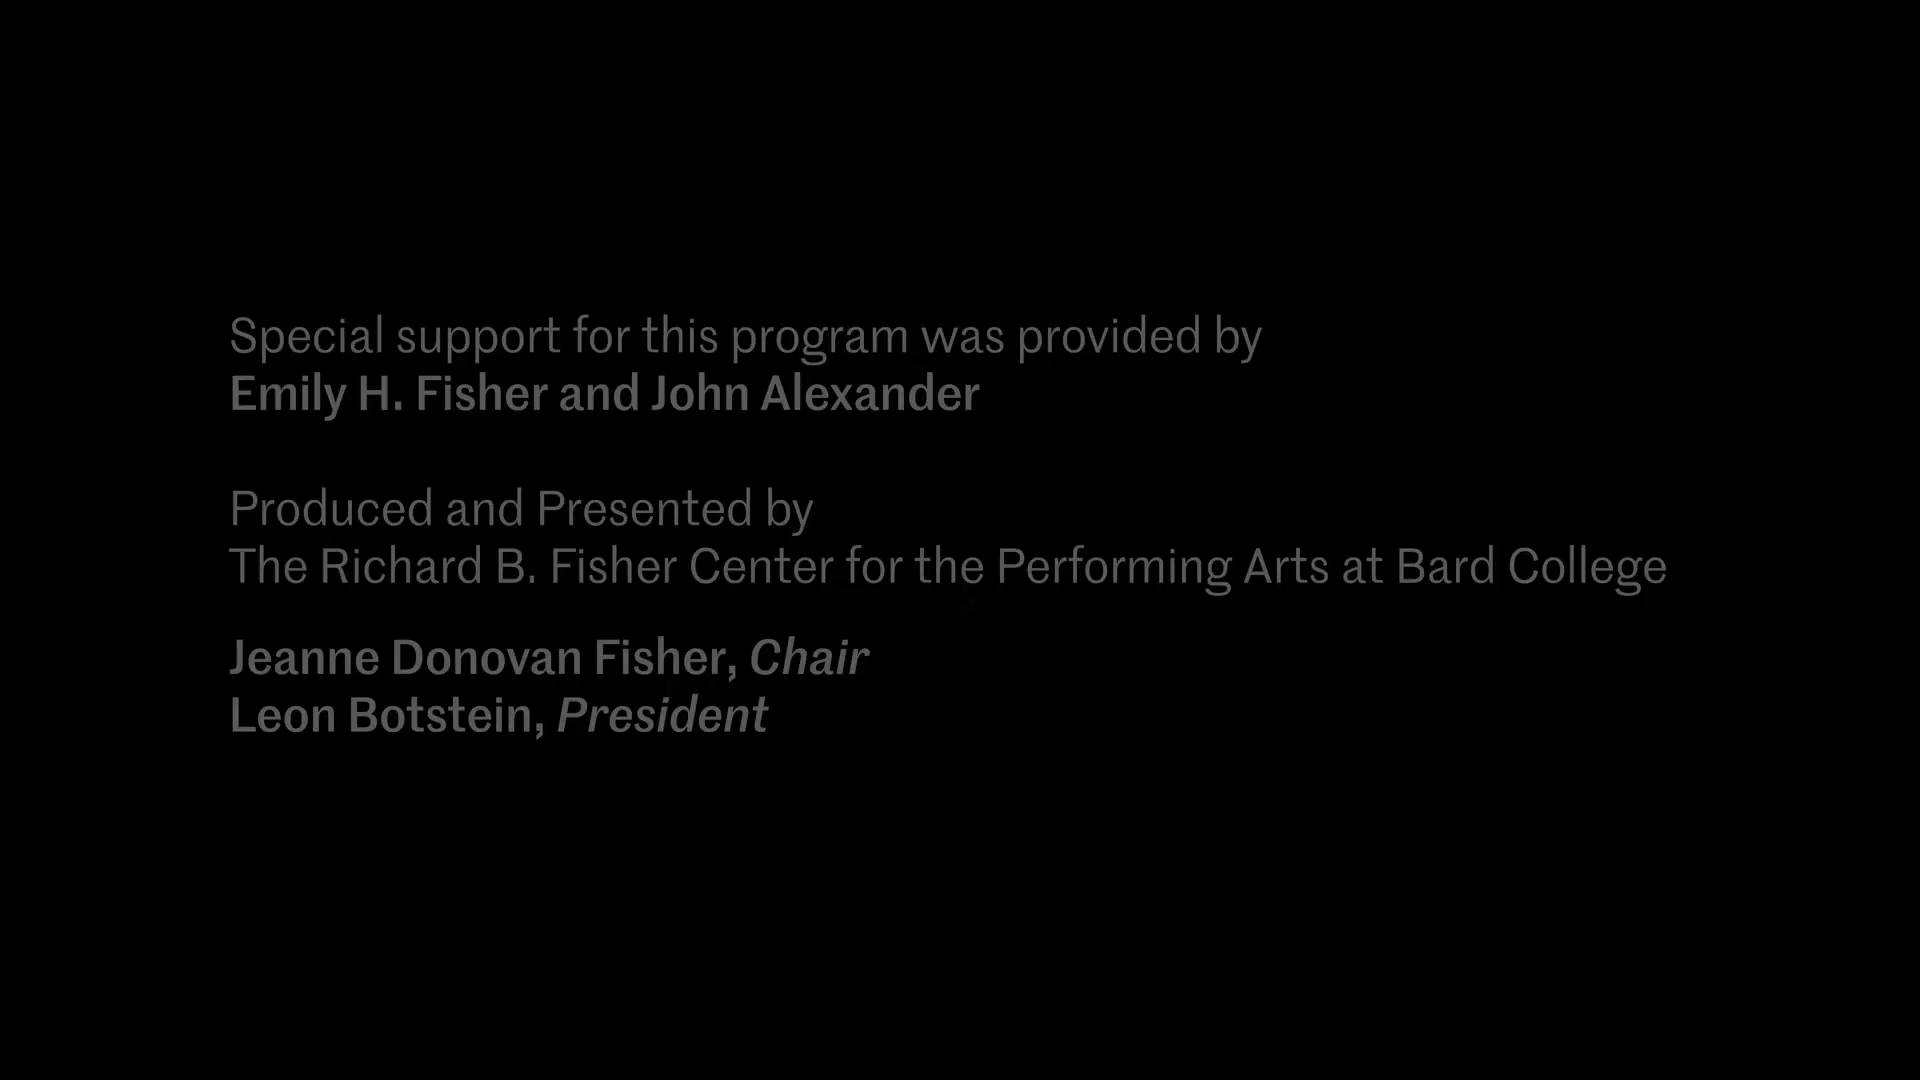 Special support for this program was provided by
Emily H. Fisher and John Alexander
Produced and Presented by
The Richard B. Fisher Center for the Performing Arts at Bard College
Jeanne Donovan Fisher, Chair
Leon Botstein, President